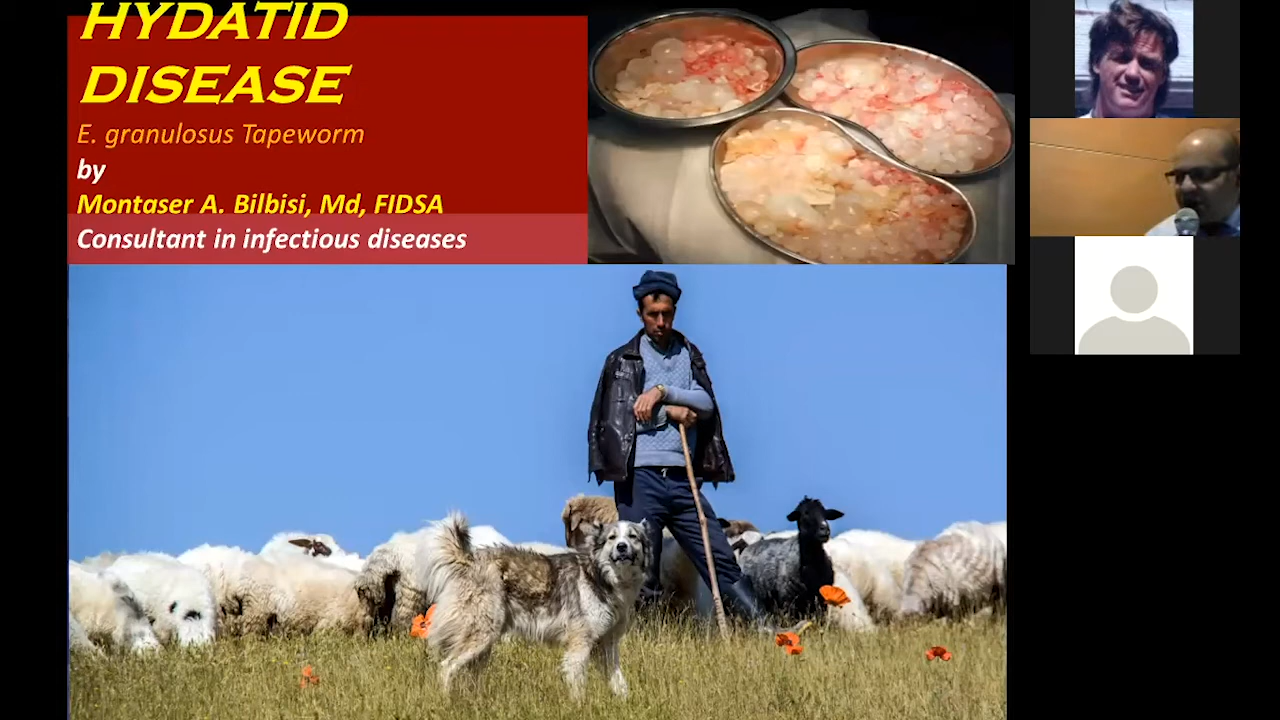 HYDATID
DISEASE
E. granulosus Tapeworm
by
Montaser A. Bilbisi, Md, FIDSA
Consultant in infectious diseases